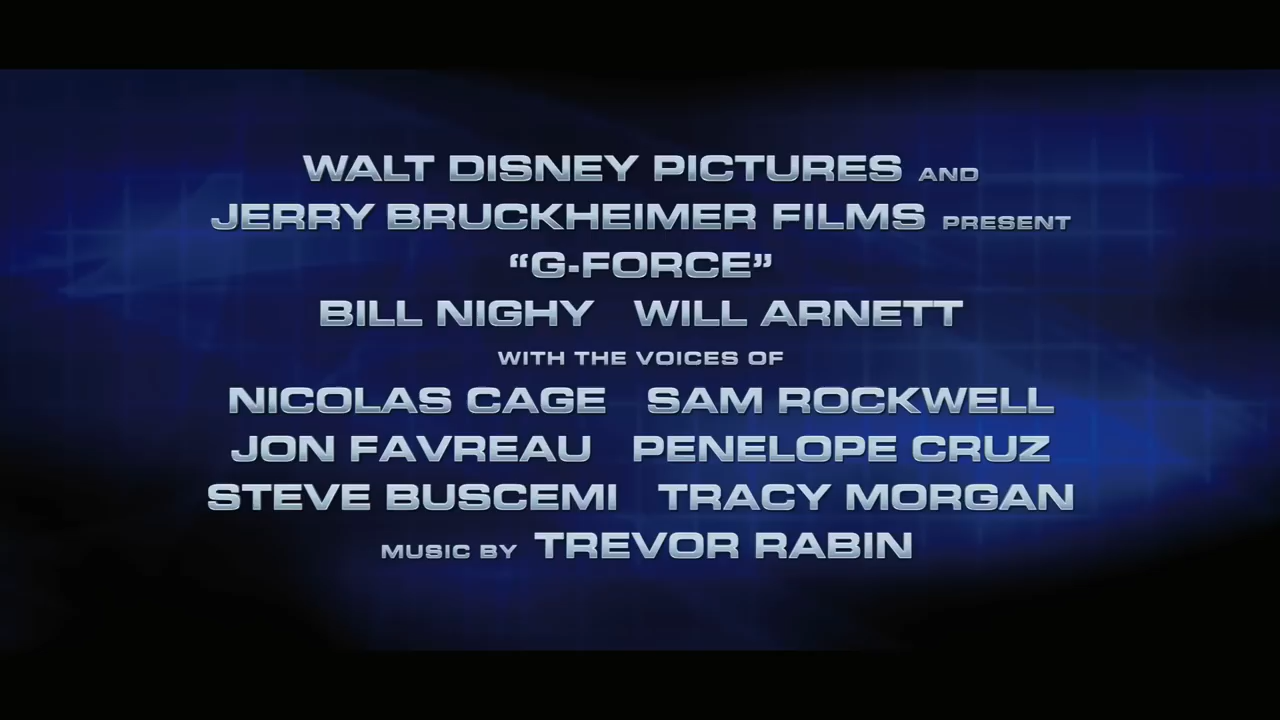 WALT DISNEY PICTURES AND
JERRY BRUCKHEIMER FILMS PRESENT
“G-FORCE”
BILL NIGHY WILL ARNETT
WITH THE VOICES OF
NICOLAS CAGE SAM ROCKWELL
JON FAVREAU PENELOPE CRUZ
STEVE BUSCEMI TRACY MORGAN
MUSIC BY TREVOR RABIN